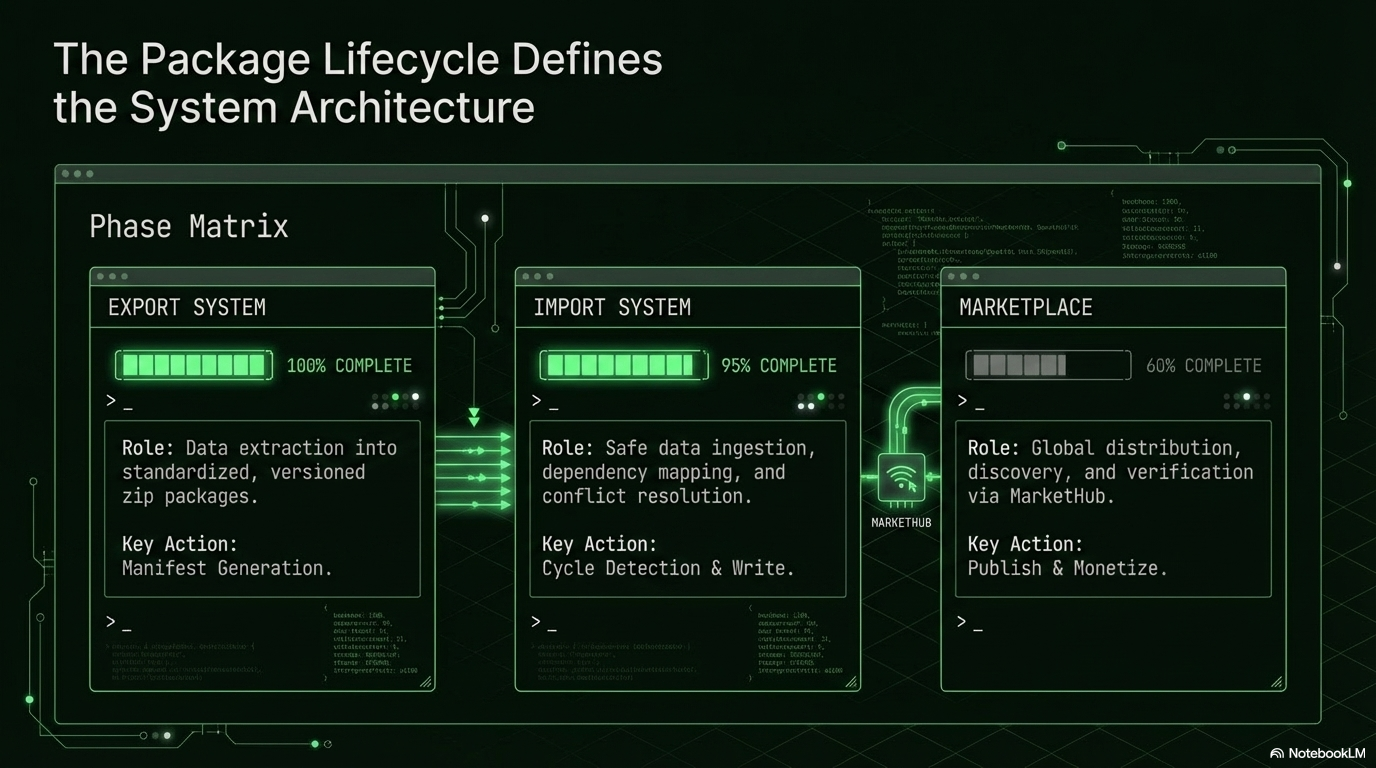 The Package Lifecycle Defines
the System Architecture
Phase Matrix
EXPORT SYSTEM
100% COMPLETE
>_
Role: Data extraction into
standardized, versioned
zip packages.
Key Action:
Manifest Generation.
>_
IMPORT SYSTEM
95% COMPLETE
>_
Role: Safe data ingestion,
dependency mapping, and
conflict resolution.
Key Action:
Cycle Detection & Write.
>_
MARKETHUB
MARKETPLACE
60% COMPLETE
>_
Role: Global distribution,
discovery, and verification
via MarketHub.
Key Action:
Publish & Monetize.
>_
NotebookLM